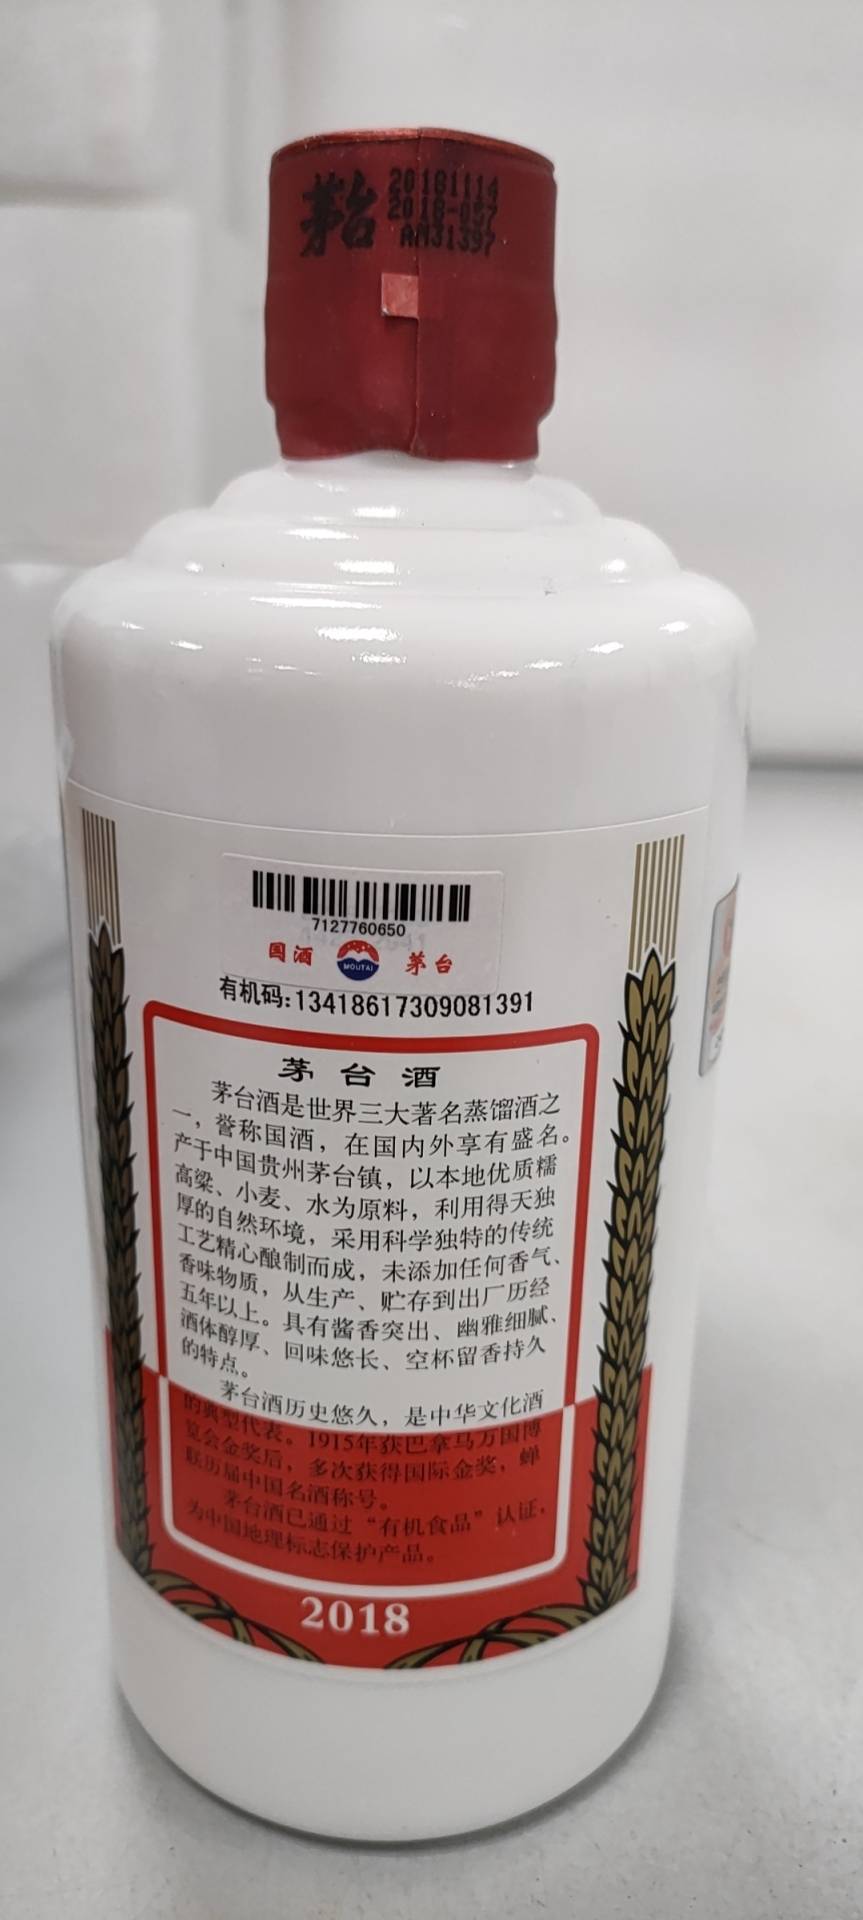 茅台
20181114
2018-057
AM31397
7127760650
国酒
MOUTAI
茅台
有机码:13418617309081391
茅台酒
茅台酒是世界三大著名蒸馏酒之
一，誉称国酒，在国内外享有盛名。
产于中国贵州茅台镇，以本地优质糯
高粱、小麦、水为原料，利用得天独
厚的自然环境，采用科学独特的传统
工艺精心酿制而成，未添加任何香气、
香味物质，从生产、贮存到出厂历经
五年以上。具有酱香突出、幽雅细腻、
酒体醇厚、回味悠长、空杯留香持久
的特点。
茅台酒历史悠久，是中华文化酒
的典型代表。1915年获巴拿马万国博
览会金奖后，多次获得国际金奖，蝉
联历届中国名酒称号。
茅台酒已通过“有机食品”认证，
为中国地理标志保护产品。
2018